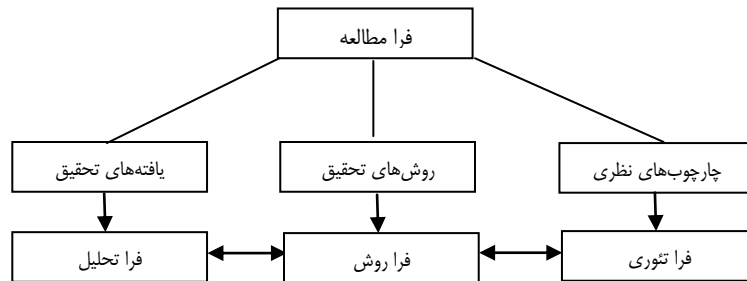 فرا مطالعه
چارچوب‌های نظری
روش‌های تحقیق
یافته‌های تحقیق
فرا تئوری
فرا روش
فرا تحلیل